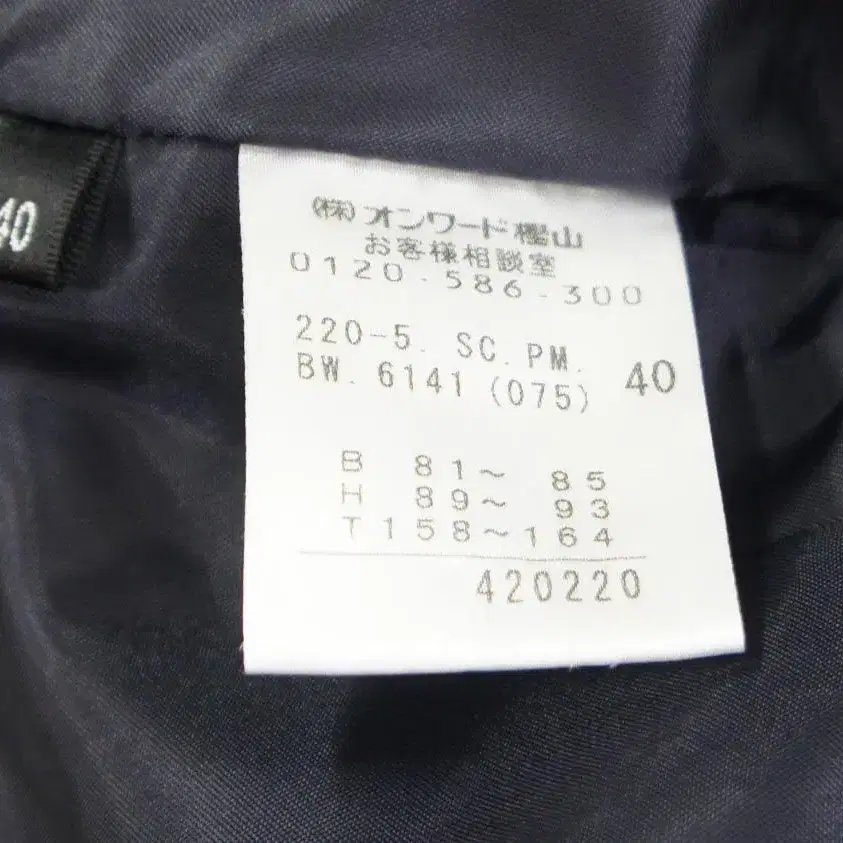 40
(株)オンワード樫山
お客様相談室
0120-586-300
220-5. SC. PM.
BW. 6141 (075) 40
B 81~ 85
H 89~ 93
T158~164
420220